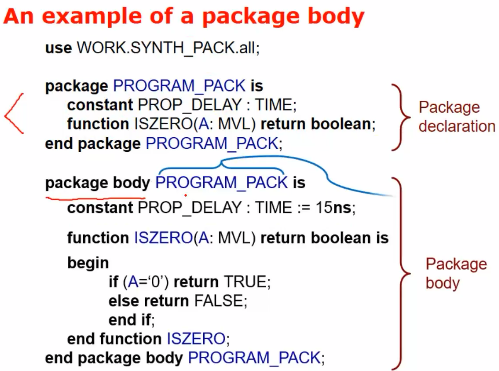 An example of a package body
use WORK.SYNTH_PACK.all;
package PROGRAM_PACK is
constant PROP_DELAY : TIME;
function ISZERO(A: MVL) return boolean;
end package PROGRAM_PACK;
Package
declaration
package body PROGRAM_PACK is
constant PROP_DELAY : TIME := 15ns;
function ISZERO(A: MVL) return boolean is
begin
if (A=‘0’) return TRUE;
else return FALSE;
end if;
end function ISZERO;
end package body PROGRAM_PACK;
Package
body